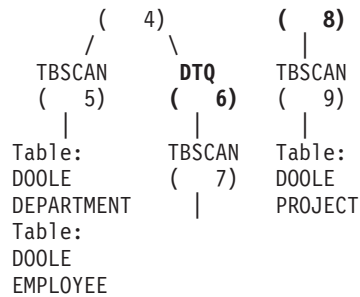 ( 4) ( 8)
/ \ |
TBSCAN DTQ TBSCAN
( 5) ( 6) ( 9)
| | |
Table: TBSCAN Table:
DOOLE ( 7) DOOLE
DEPARTMENT | PROJECT
Table:
DOOLE
EMPLOYEE